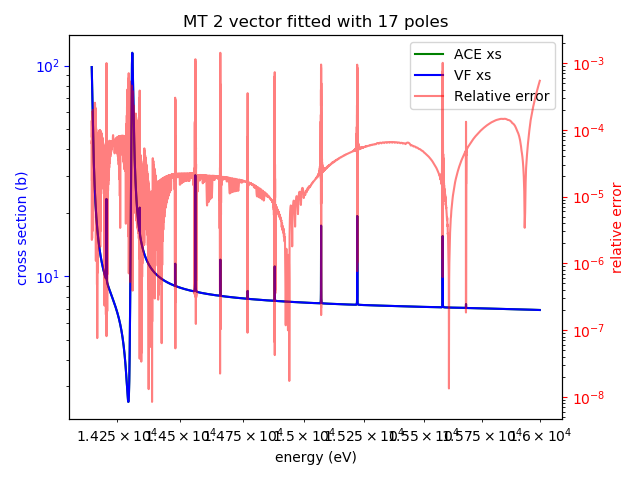 MT 2 vector fitted with 17 poles
ACE xs
VF xs
Relative error
10²
10¹
cross section (b)
10⁻³
10⁻⁴
10⁻⁵
10⁻⁶
10⁻⁷
10⁻⁸
relative error
1.425 × 10⁴ 1.45 × 10⁴ 1.475 × 10⁴ 1.5 × 10⁴ 1.525 × 10⁴ 1.55 × 10⁴ 1.575 × 10⁴ 1.6 × 10⁴
energy (eV)